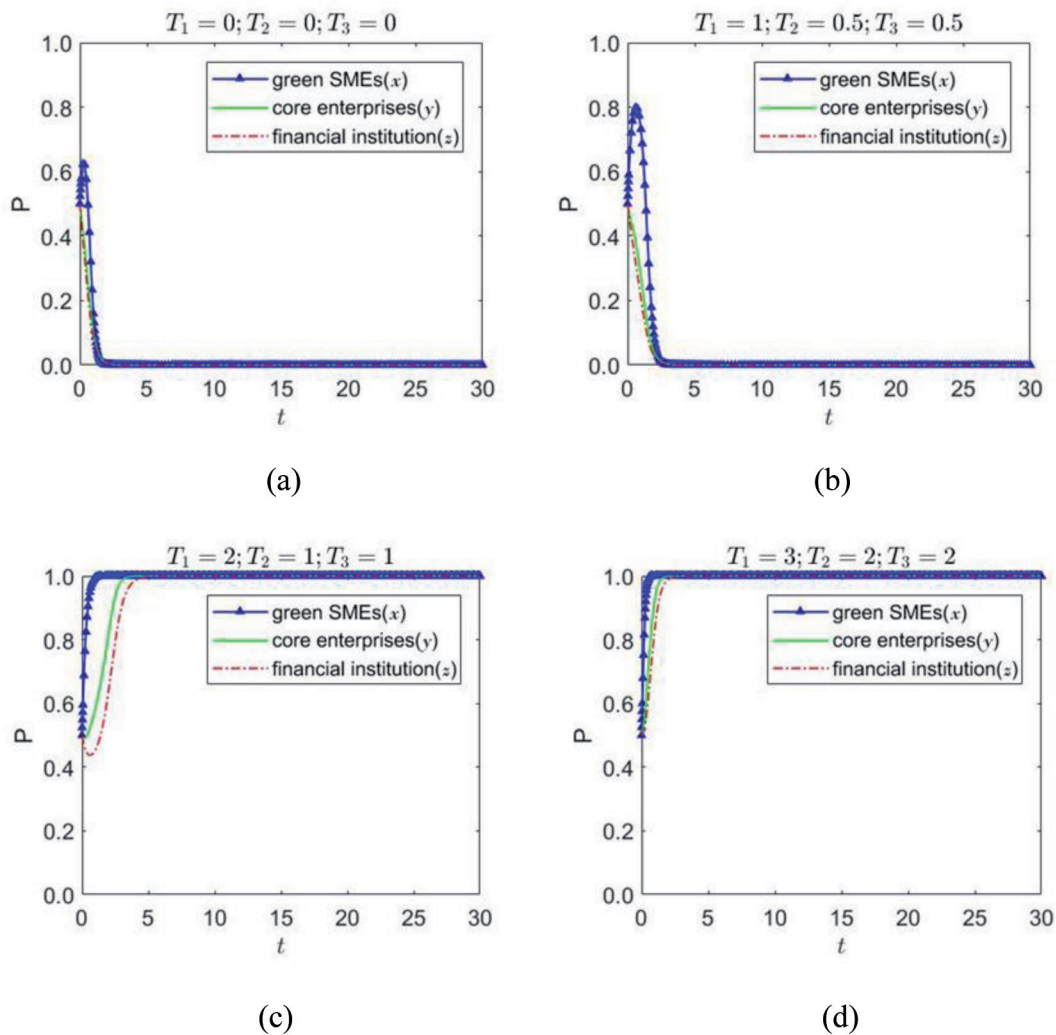 T₁ = 0; T₂ = 0; T₃ = 0
1.0
0.8
0.6
0.4
0.2
0.0
P
green SMEs(x)
core enterprises(y)
financial institution(z)
0 5 10 15 20 25 30
t
(a)
T₁ = 1; T₂ = 0.5; T₃ = 0.5
1.0
0.8
0.6
0.4
0.2
0.0
P
green SMEs(x)
core enterprises(y)
financial institution(z)
0 5 10 15 20 25 30
t
(b)
T₁ = 2; T₂ = 1; T₃ = 1
1.0
0.8
0.6
0.4
0.2
0.0
P
green SMEs(x)
core enterprises(y)
financial institution(z)
0 5 10 15 20 25 30
t
(c)
T₁ = 3; T₂ = 2; T₃ = 2
1.0
0.8
0.6
0.4
0.2
0.0
P
green SMEs(x)
core enterprises(y)
financial institution(z)
0 5 10 15 20 25 30
t
(d)